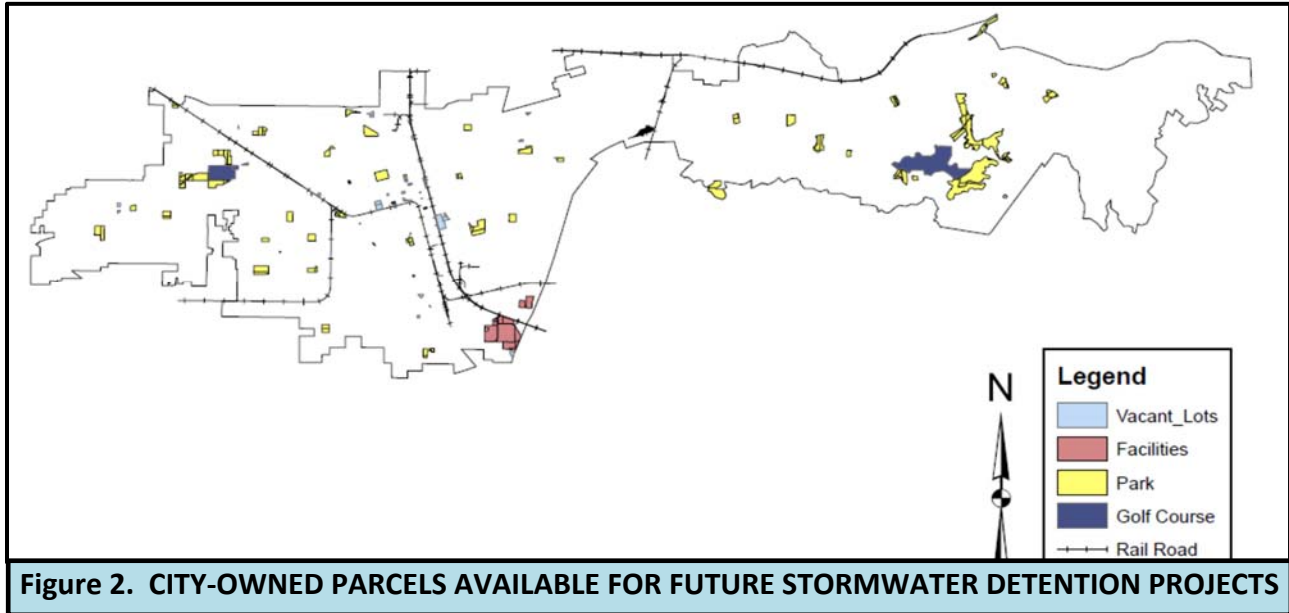 N
Legend
Vacant_Lots
Facilities
Park
Golf Course
Rail Road
Figure 2. CITY-OWNED PARCELS AVAILABLE FOR FUTURE STORMWATER DETENTION PROJECTS